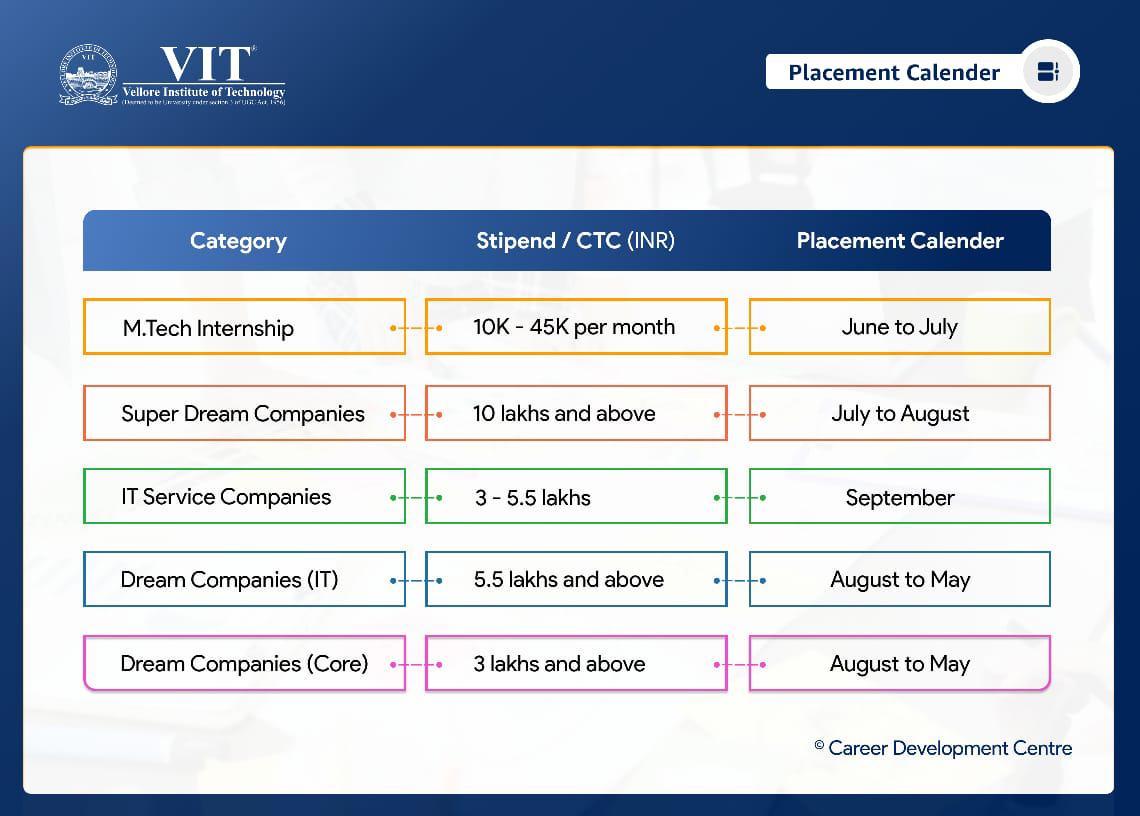 VIT®
Vellore Institute of Technology
(Deemed to be University under section 3 of UGC Act, 1956)
Placement Calender
Category Stipend / CTC (INR) Placement Calender
M.Tech Internship 10K - 45K per month June to July
Super Dream Companies 10 lakhs and above July to August
IT Service Companies 3 - 5.5 lakhs September
Dream Companies (IT) 5.5 lakhs and above August to May
Dream Companies (Core) 3 lakhs and above August to May
© Career Development Centre